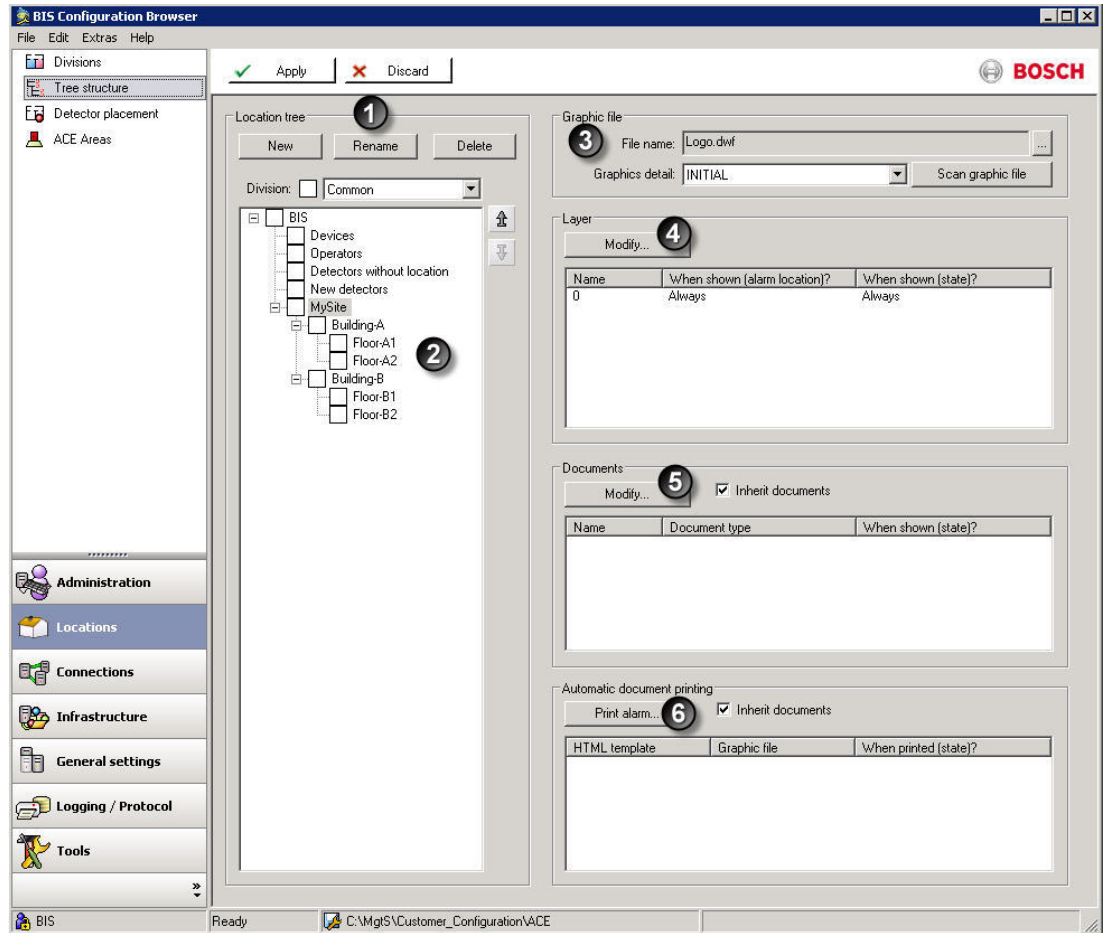 BIS Configuration Browser
File Edit Extras Help
Divisions
Tree structure
Detector placement
ACE Areas
Administration
Locations
Connections
Infrastructure
General settings
Logging / Protocol
Tools
»
Apply
Discard
BOSCH
Location tree
1
New
Rename
Delete
Division:
Common
BIS
Devices
Operators
Detectors without location
New detectors
MySite
Building-A
Floor-A1
Floor-A2
2
Building-B
Floor-B1
Floor-B2
Graphic file
3
File name: Logo.dwf
...
Graphics detail: INITIAL
Scan graphic file
Layer
Modify...
4
Name When shown (alarm location)? When shown (state)?
0 Always Always
Documents
Modify...
5
Inherit documents
Name Document type When shown (state)?
Automatic document printing
Print alarm...
6
Inherit documents
HTML template Graphic file When printed (state)?
BIS
Ready
C:\MgtS\Customer_Configuration\ACE